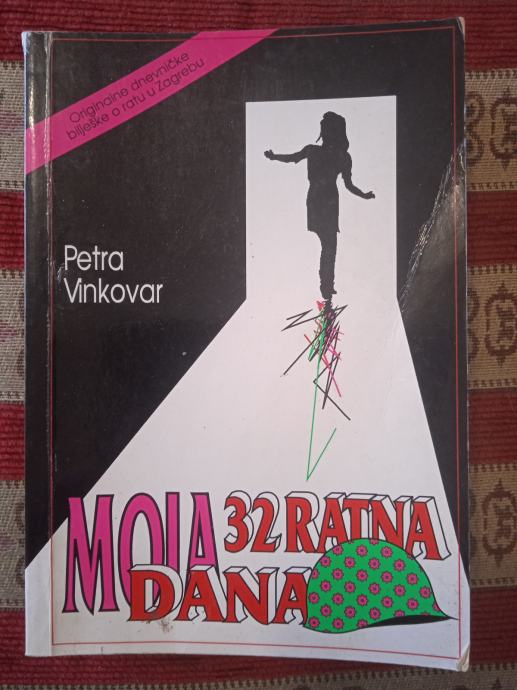 Originalne dnevničke
bilješke o ratu u Zagrebu
Petra
Vinkovar
MOJA 32 RATNA
DANA